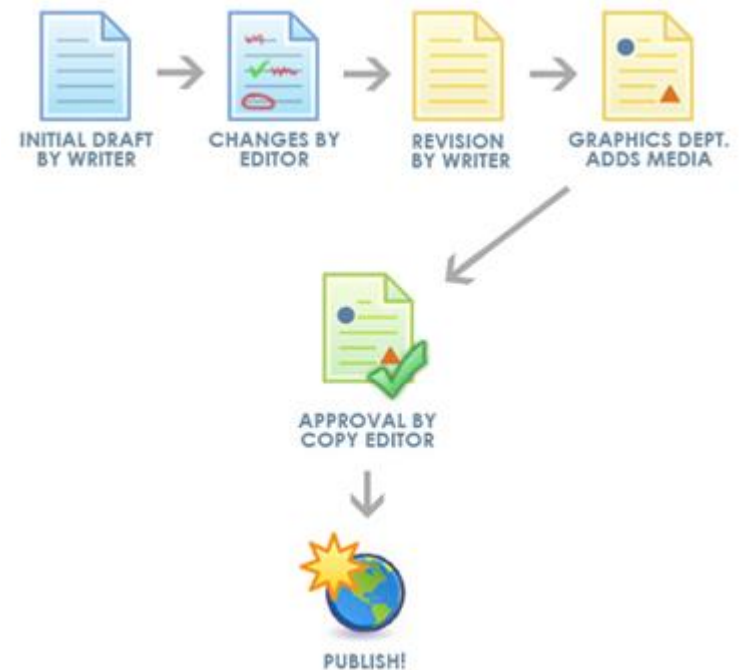 INITIAL DRAFT
BY WRITER
CHANGES BY
EDITOR
REVISION
BY WRITER
GRAPHICS DEPT.
ADDS MEDIA
APPROVAL BY
COPY EDITOR
PUBLISH!